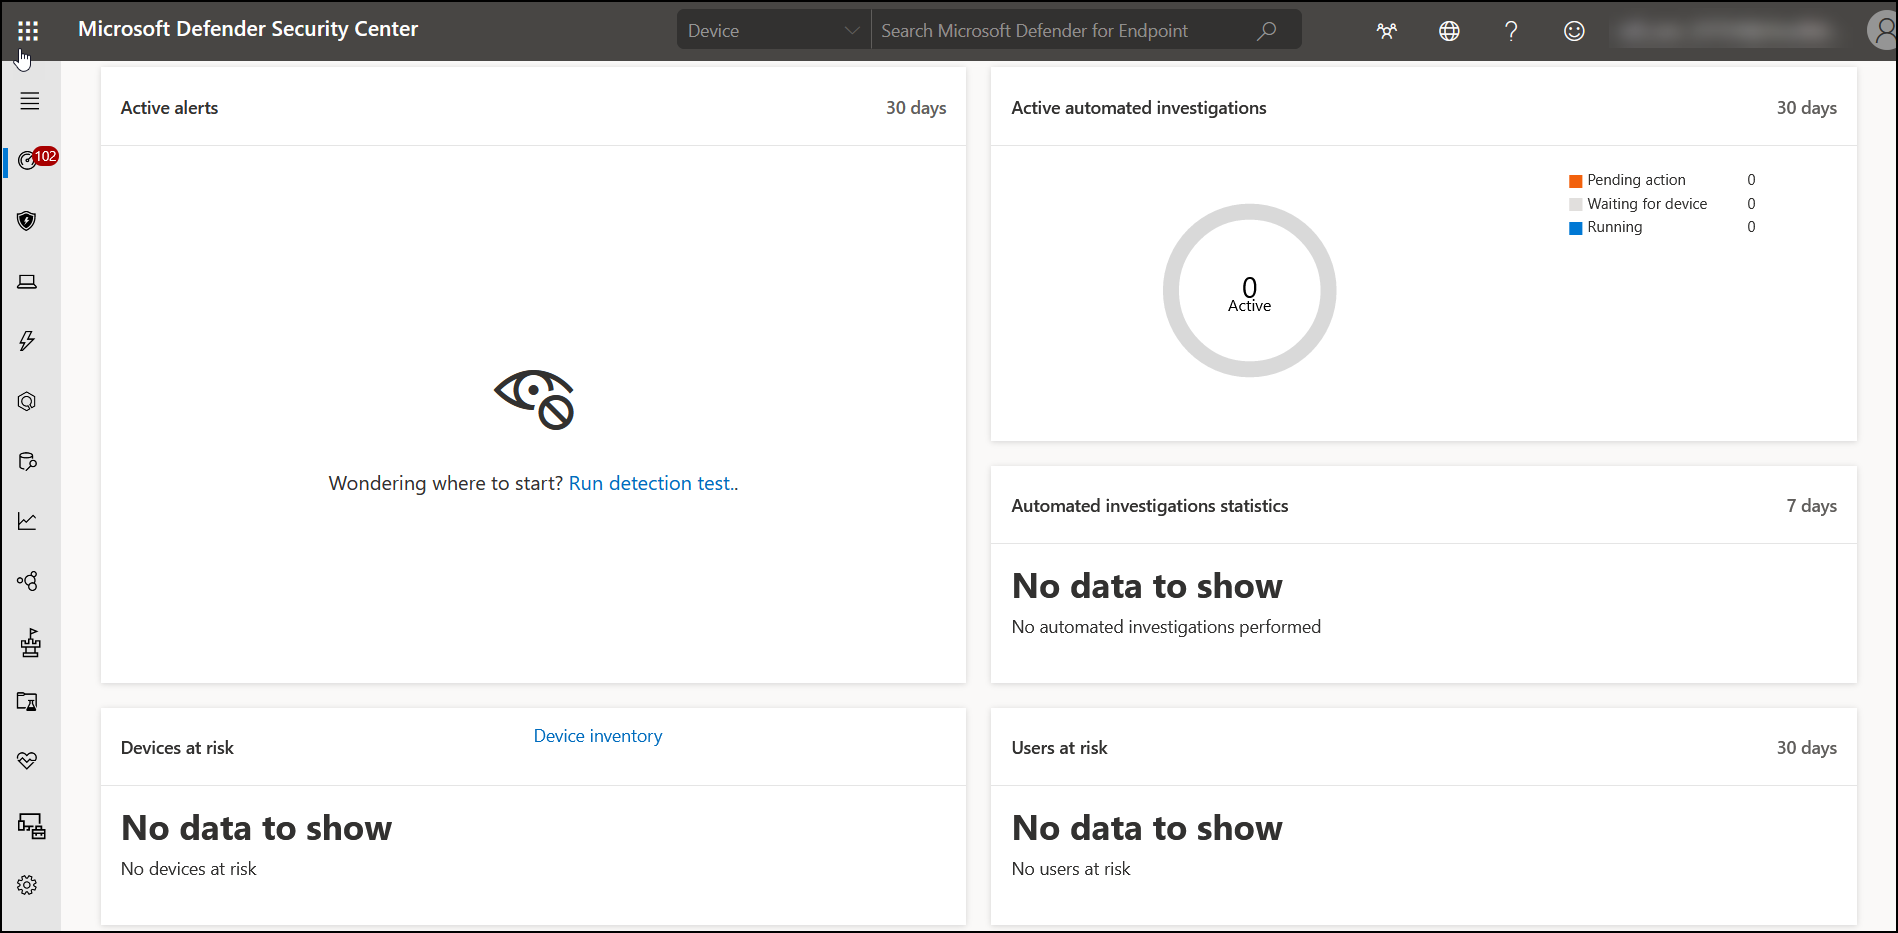 Microsoft Defender Security Center
Device
Search Microsoft Defender for Endpoint
102
Active alerts
30 days
Wondering where to start? Run detection test..
Active automated investigations
30 days
Pending action 0
Waiting for device 0
Running 0
0
Active
Automated investigations statistics
7 days
No data to show
No automated investigations performed
Devices at risk
Device inventory
No data to show
No devices at risk
Users at risk
30 days
No data to show
No users at risk